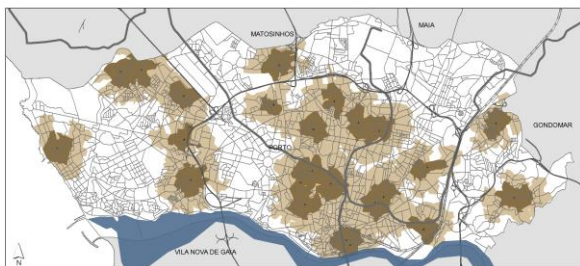 MATOSINHOS
MAIA
GONDOMAR
PORTO
VILA NOVA DE GAIA
N